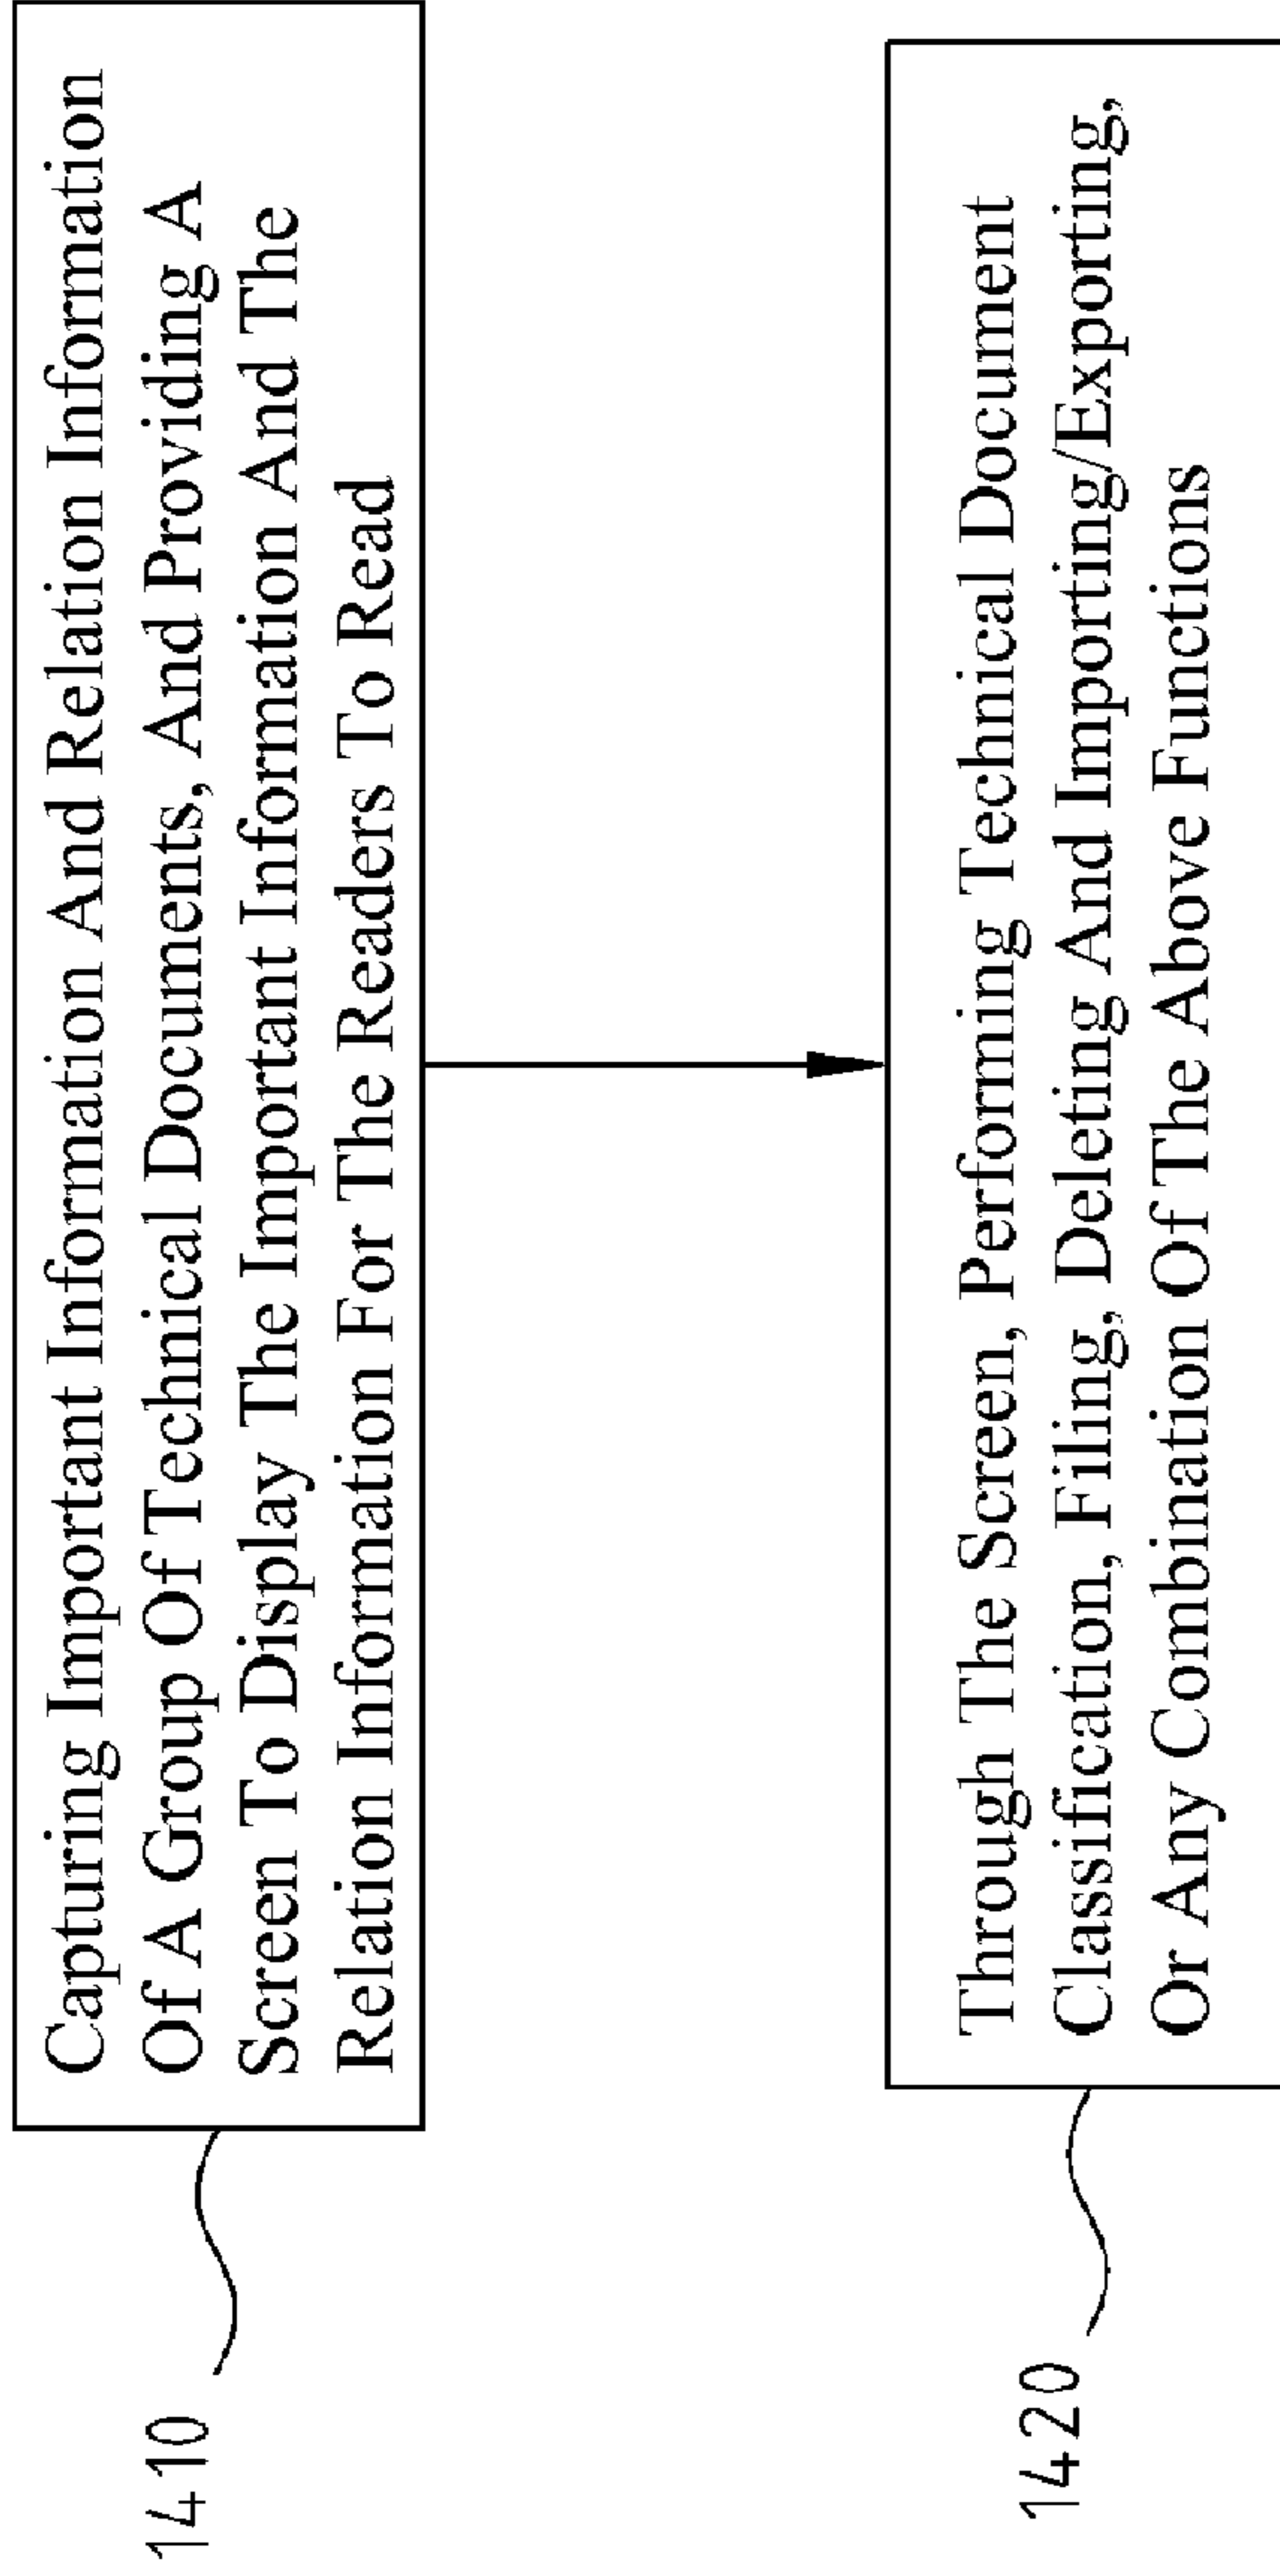 1410
Capturing Important Information And Relation Information
Of A Group Of Technical Documents, And Providing A
Screen To Display The Important Information And The
Relation Information For The Readers To Read
1420
Through The Screen, Performing Technical Document
Classification, Filing, Deleting And Importing/Exporting,
Or Any Combination Of The Above Functions